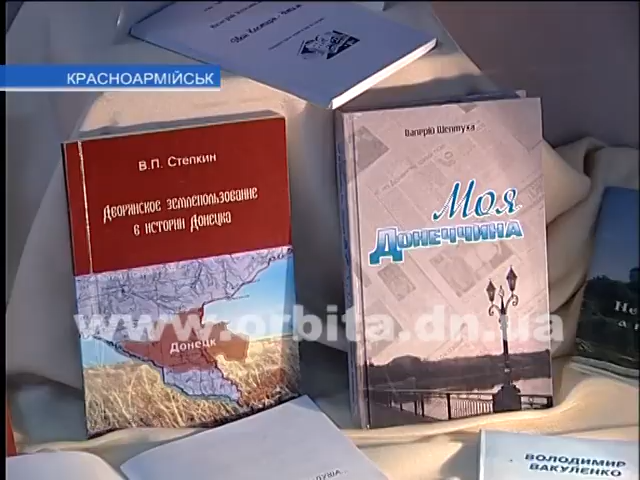 КРАСНОАРМІЙСЬК
В.П. Степкин
Дворянское землепользование
в истории Донецка
Донецк
Валерій Шептуха
Моя
Донеччина
www.orbita.dn.ua
ВОЛОДИМИР
ВАКУЛЕНКО